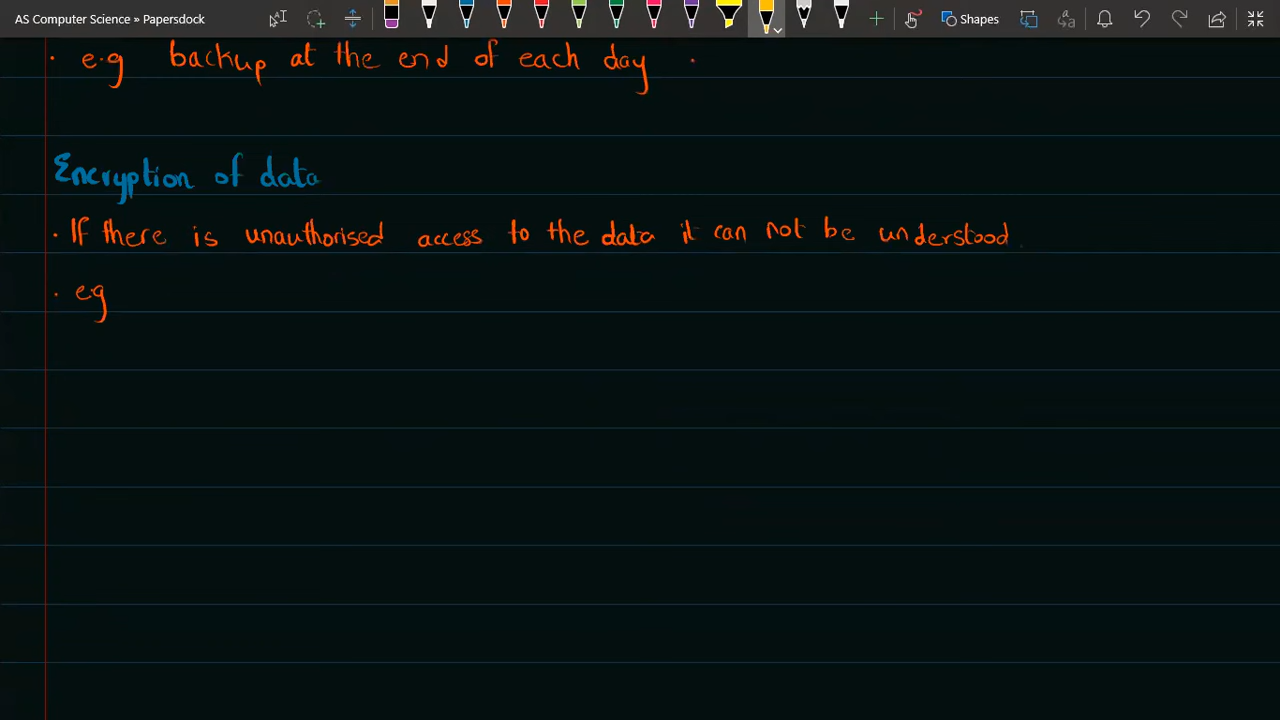 AS Computer Science » Papersdock
Shapes
· e.g backup at the end of each day .
Encryption of data
· If there is unauthorised access to the data it can not be understood
· eg